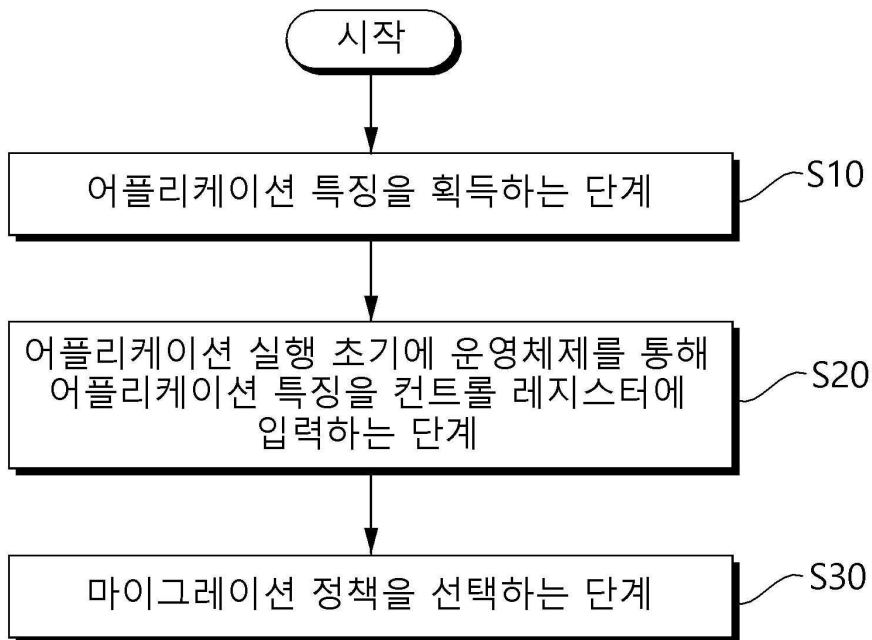 시작
어플리케이션 특징을 획득하는 단계
S10
어플리케이션 실행 초기에 운영체제를 통해
어플리케이션 특징을 컨트롤 레지스터에
입력하는 단계
S20
마이그레이션 정책을 선택하는 단계
S30